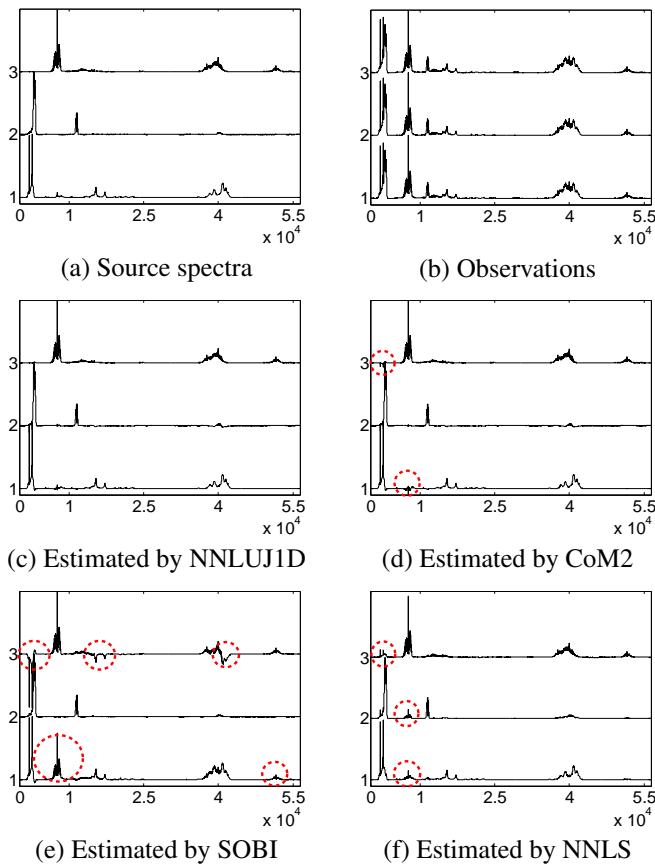 3
2
1
0 1 2.5 4 5.5
x 10^4
(a) Source spectra
3
2
1
0 1 2.5 4 5.5
x 10^4
(b) Observations
3
2
1
0 1 2.5 4 5.5
x 10^4
(c) Estimated by NNLUJ1D
3
2
1
0 1 2.5 4 5.5
x 10^4
(d) Estimated by CoM2
3
2
1
0 1 2.5 4 5.5
x 10^4
(e) Estimated by SOBI
3
2
1
0 1 2.5 4 5.5
x 10^4
(f) Estimated by NNLS